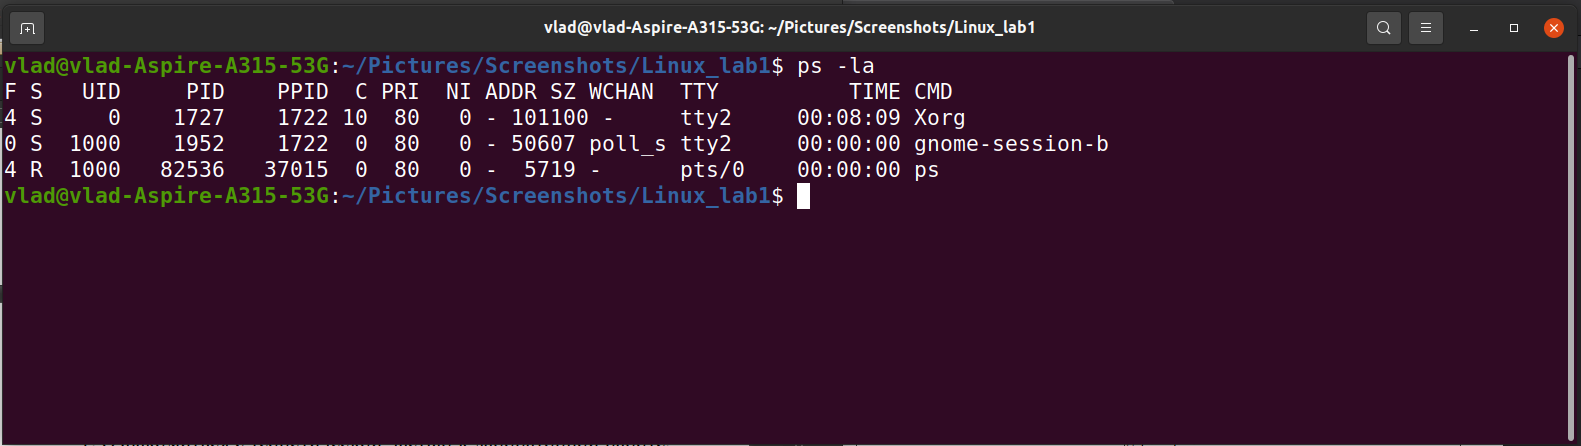 vlad@vlad-Aspire-A315-53G: ~/Pictures/Screenshots/Linux_lab1
vlad@vlad-Aspire-A315-53G:~/Pictures/Screenshots/Linux_lab1$ ps -la
F S   UID     PID    PPID  C PRI  NI ADDR SZ WCHAN  TTY          TIME CMD
4 S     0    1727    1722 10  80   0 - 101100 -     tty2     00:08:09 Xorg
0 S  1000    1952    1722  0  80   0 - 50607 poll_s tty2     00:00:00 gnome-session-b
4 R  1000   82536   37015  0  80   0 -  5719 -      pts/0    00:00:00 ps
vlad@vlad-Aspire-A315-53G:~/Pictures/Screenshots/Linux_lab1$